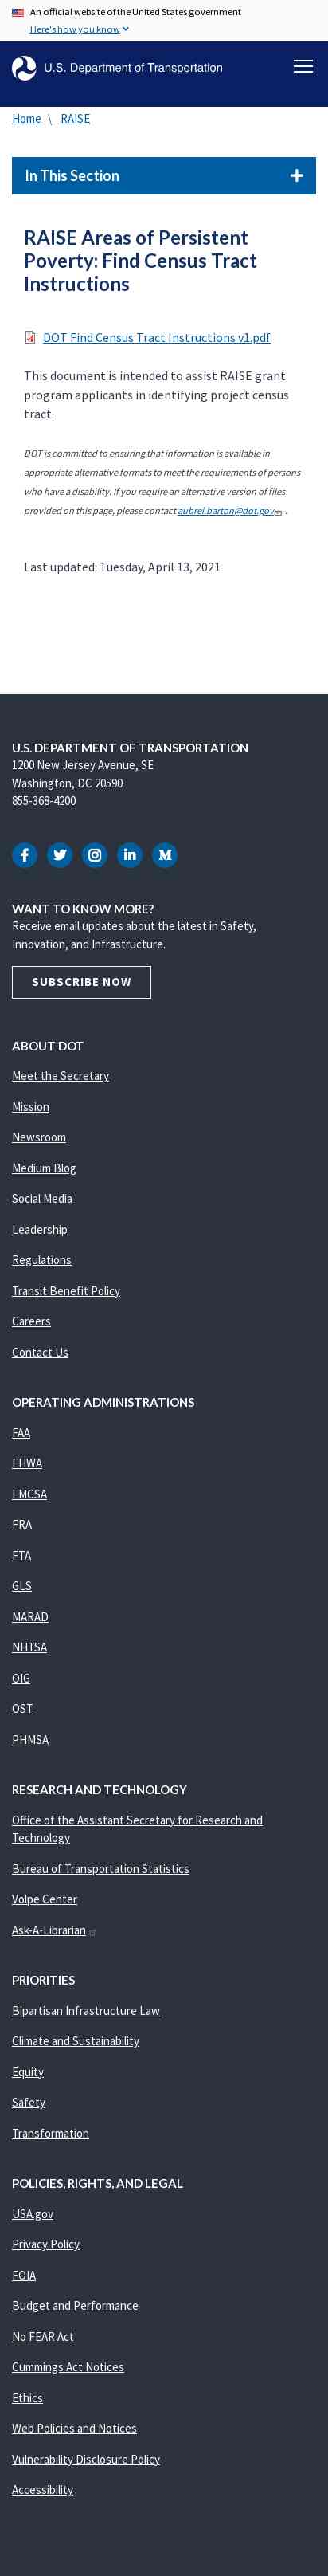 An official website of the United States government
Here's how you know
U.S. Department of Transportation
Home \ RAISE
In This Section
RAISE Areas of Persistent
Poverty: Find Census Tract
Instructions
DOT Find Census Tract Instructions v1.pdf
This document is intended to assist RAISE grant
program applicants in identifying project census
tract.
DOT is committed to ensuring that information is available in
appropriate alternative formats to meet the requirements of persons
who have a disability. If you require an alternative version of files
provided on this page, please contact aubrei.barton@dot.gov .
Last updated: Tuesday, April 13, 2021
U.S. DEPARTMENT OF TRANSPORTATION
1200 New Jersey Avenue, SE
Washington, DC 20590
855-368-4200
WANT TO KNOW MORE?
Receive email updates about the latest in Safety,
Innovation, and Infrastructure.
SUBSCRIBE NOW
ABOUT DOT
Meet the Secretary
Mission
Newsroom
Medium Blog
Social Media
Leadership
Regulations
Transit Benefit Policy
Careers
Contact Us
OPERATING ADMINISTRATIONS
FAA
FHWA
FMCSA
FRA
FTA
GLS
MARAD
NHTSA
OIG
OST
PHMSA
RESEARCH AND TECHNOLOGY
Office of the Assistant Secretary for Research and
Technology
Bureau of Transportation Statistics
Volpe Center
Ask-A-Librarian
PRIORITIES
Bipartisan Infrastructure Law
Climate and Sustainability
Equity
Safety
Transformation
POLICIES, RIGHTS, AND LEGAL
USA.gov
Privacy Policy
FOIA
Budget and Performance
No FEAR Act
Cummings Act Notices
Ethics
Web Policies and Notices
Vulnerability Disclosure Policy
Accessibility